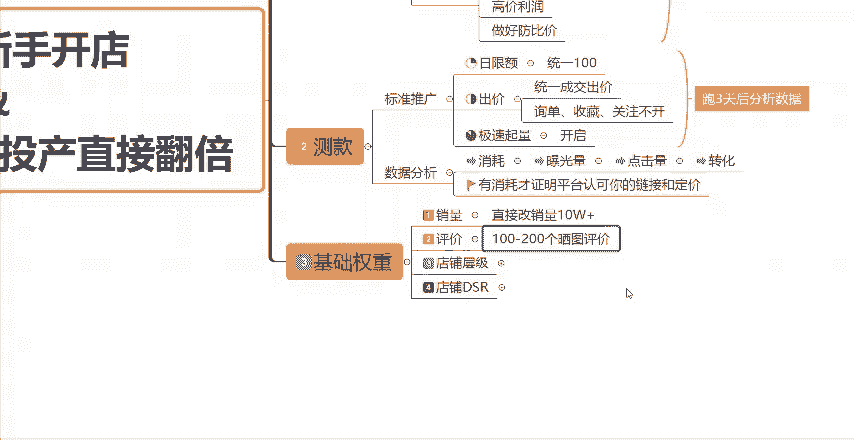 高价利润
做好防比价
新手开店
投产直接翻倍
2 测款
标准推广
日限额
统一100
出价
统一成交出价
询单、收藏、关注不开
极速起量
开启
跑3天后分析数据
数据分析
消耗
曝光量
点击量
转化
有消耗才证明平台认可你的链接和定价
3 基础权重
1 销量
直接改销量10W+
2 评价
100-200个晒图评价
3 店铺层级
4 店铺DSR